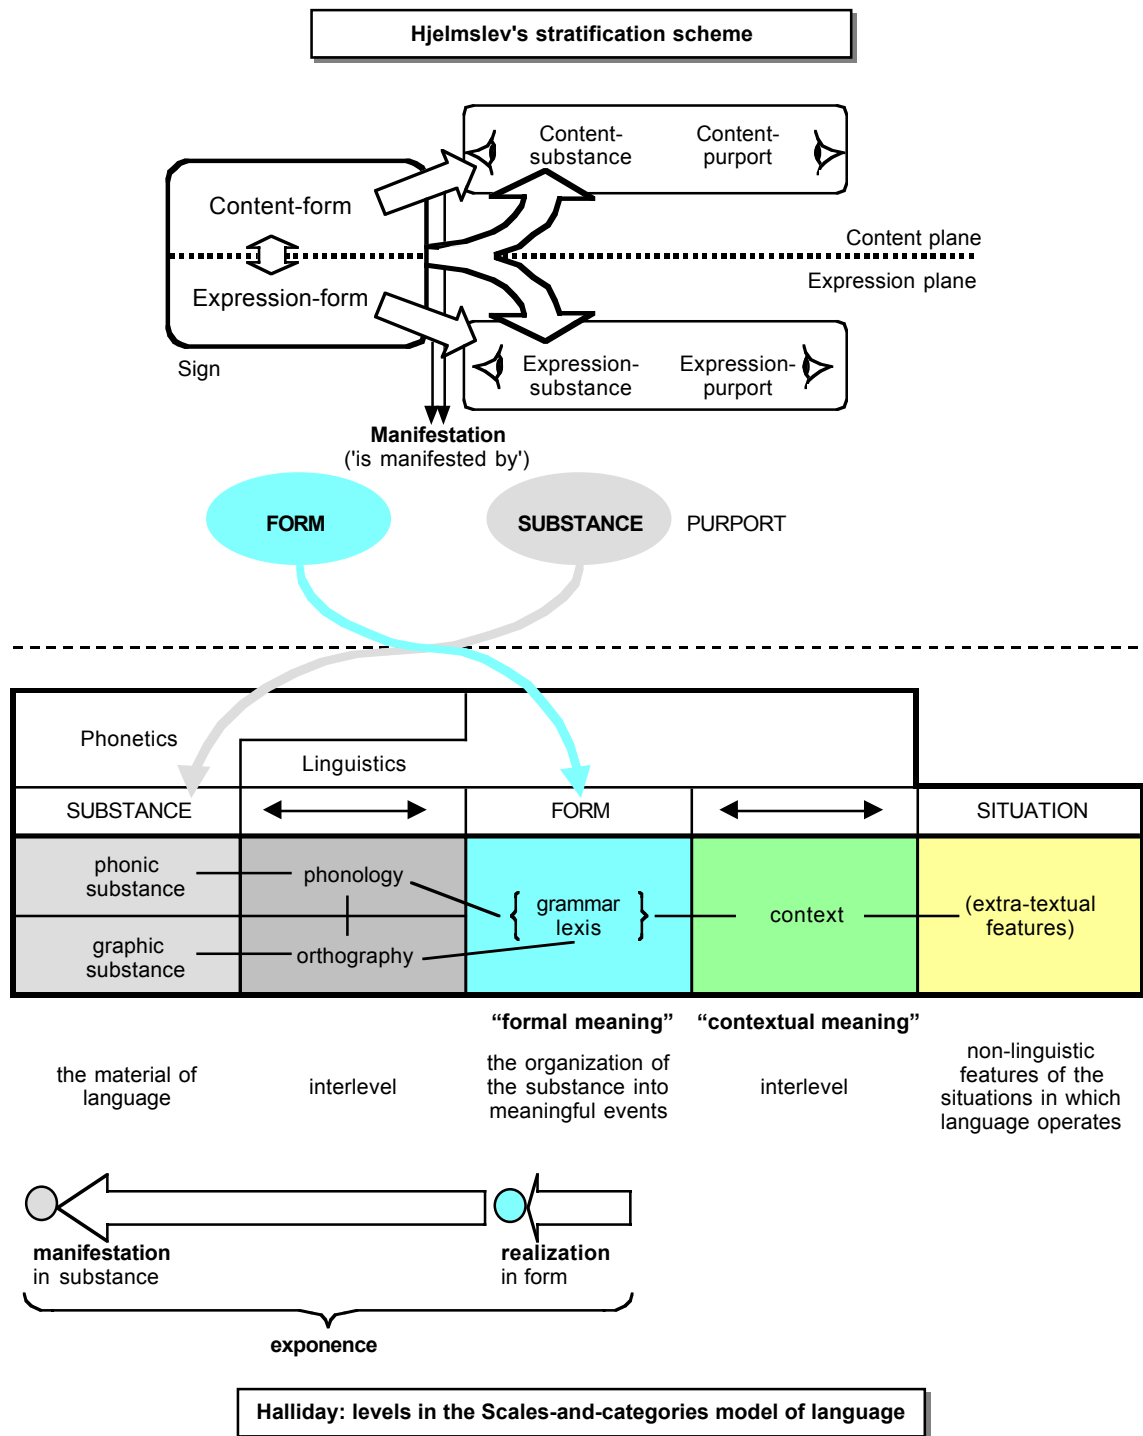 Hjelmslev's stratification scheme
Content-
substance
Content-
purport
Content-form
Content plane
Expression plane
Expression-form
Sign
Expression-
substance
Expression-
purport
Manifestation
('is manifested by')
FORM
SUBSTANCE
PURPORT
Phonetics
Linguistics
SUBSTANCE
FORM
SITUATION
phonic
substance
phonology
graphic
substance
orthography
{ grammar }
lexis
context
(extra-textual
features)
“formal meaning”
“contextual meaning”
the material of
language
interlevel
the organization of
the substance into
meaningful events
interlevel
non-linguistic
features of the
situations in which
language operates
manifestation
in substance
realization
in form
exponence
Halliday: levels in the Scales-and-categories model of language